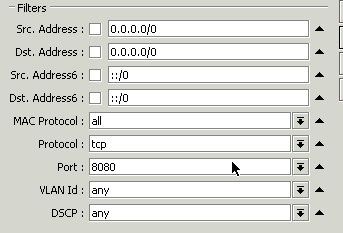 Filters
Src. Address : 0.0.0.0/0
Dst. Address : 0.0.0.0/0
Src. Address6 : ::/0
Dst. Address6 : ::/0
MAC Protocol : all
Protocol : tcp
Port : 8080
VLAN Id : any
DSCP : any